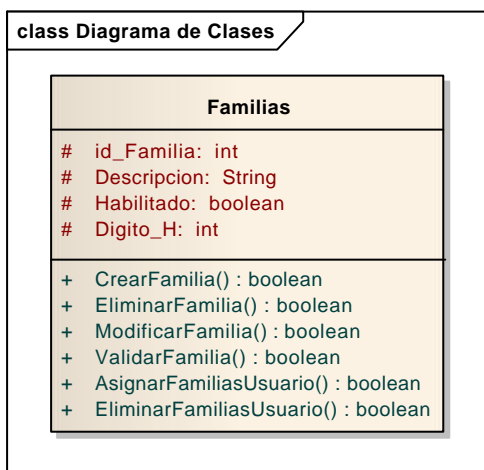 class Diagrama de Clases
Familias
# id_Familia: int
# Descripcion: String
# Habilitado: boolean
# Digito_H: int
+ CrearFamilia() : boolean
+ EliminarFamilia() : boolean
+ ModificarFamilia() : boolean
+ ValidarFamilia() : boolean
+ AsignarFamiliasUsuario() : boolean
+ EliminarFamiliasUsuario() : boolean